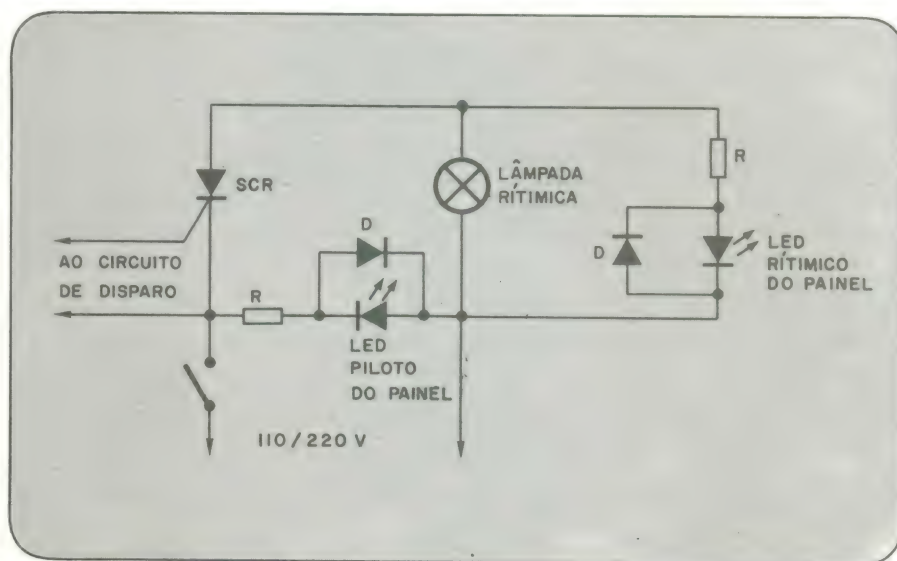 R
SCR
LÂMPADA
RÍTIMICA
D
D
LED
RÍTIMICO
DO PAINEL
AO CIRCUITO
DE DISPARO
R
LED
PILOTO
DO PAINEL
110/220 V